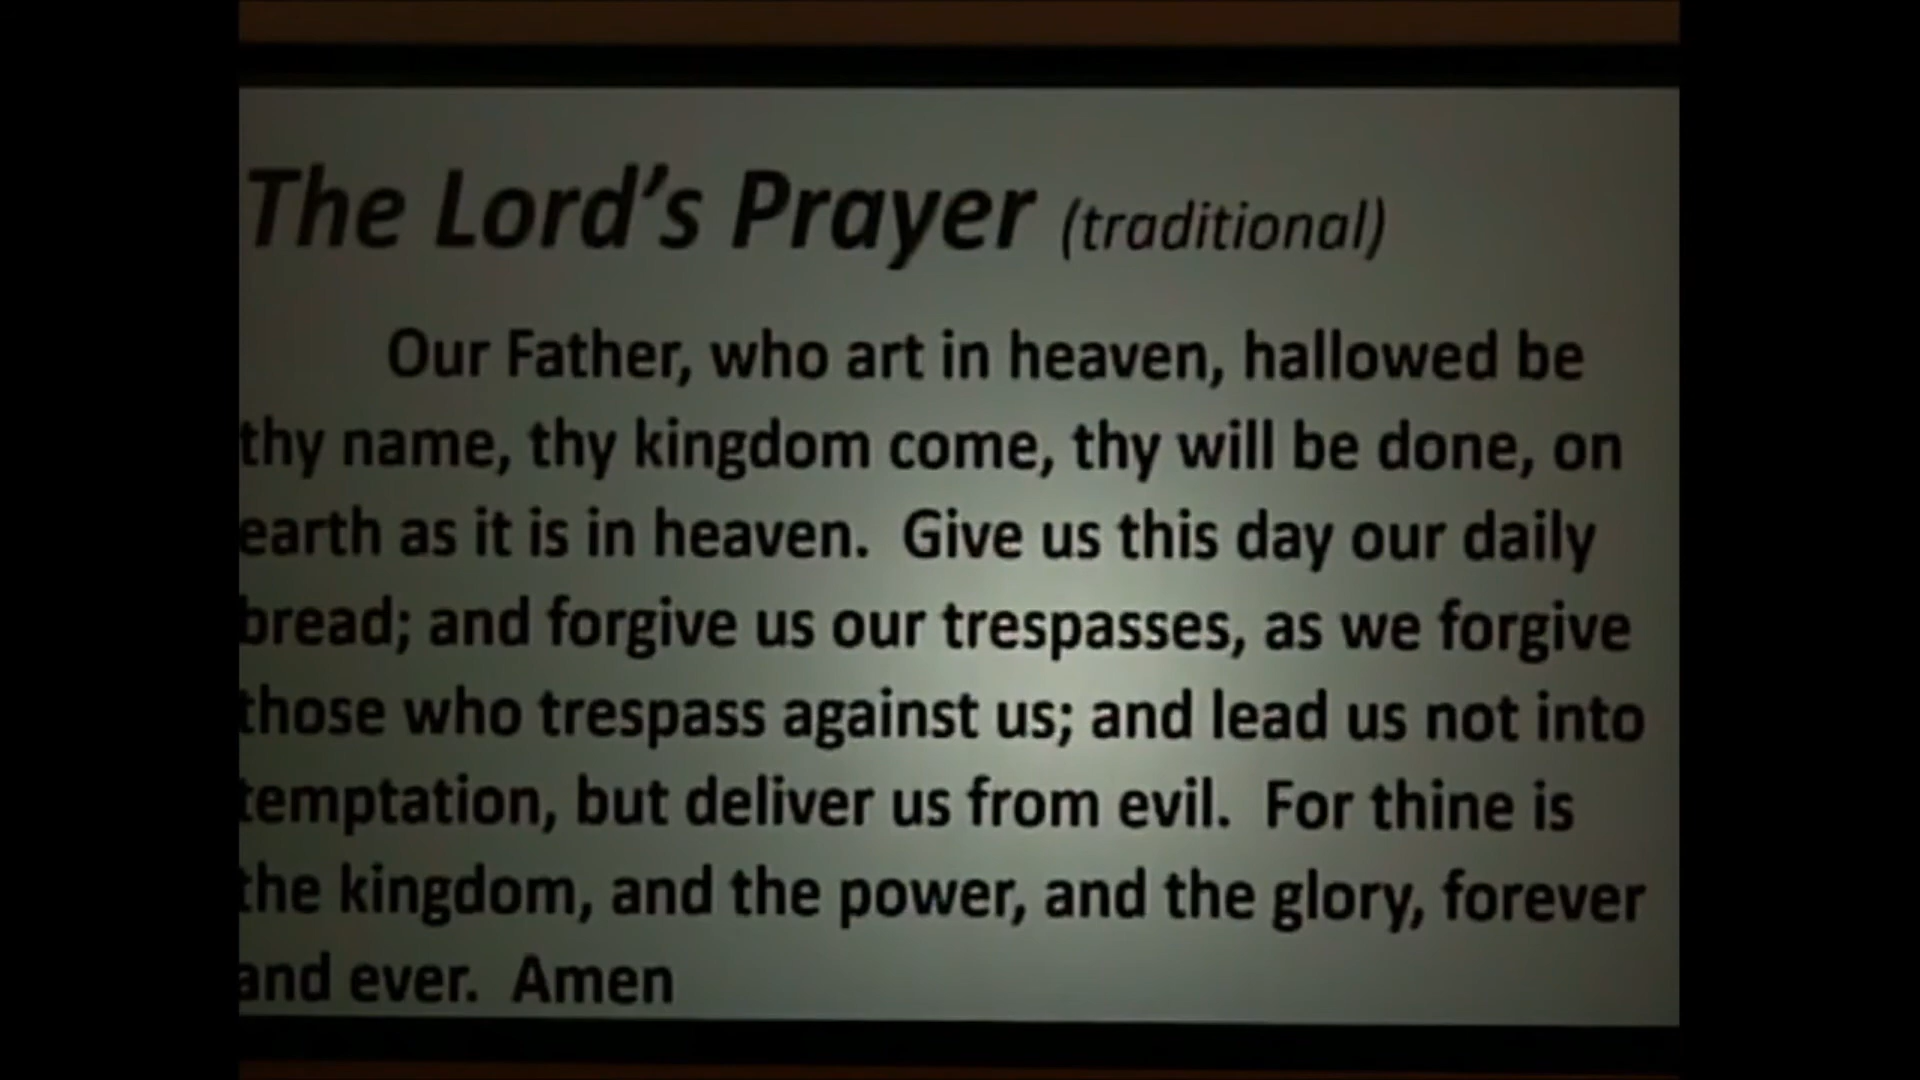 The Lord's Prayer (traditional)
Our Father, who art in heaven, hallowed be
thy name, thy kingdom come, thy will be done, on
earth as it is in heaven.  Give us this day our daily
bread; and forgive us our trespasses, as we forgive
those who trespass against us; and lead us not into
temptation, but deliver us from evil.  For thine is
the kingdom, and the power, and the glory, forever
and ever.  Amen